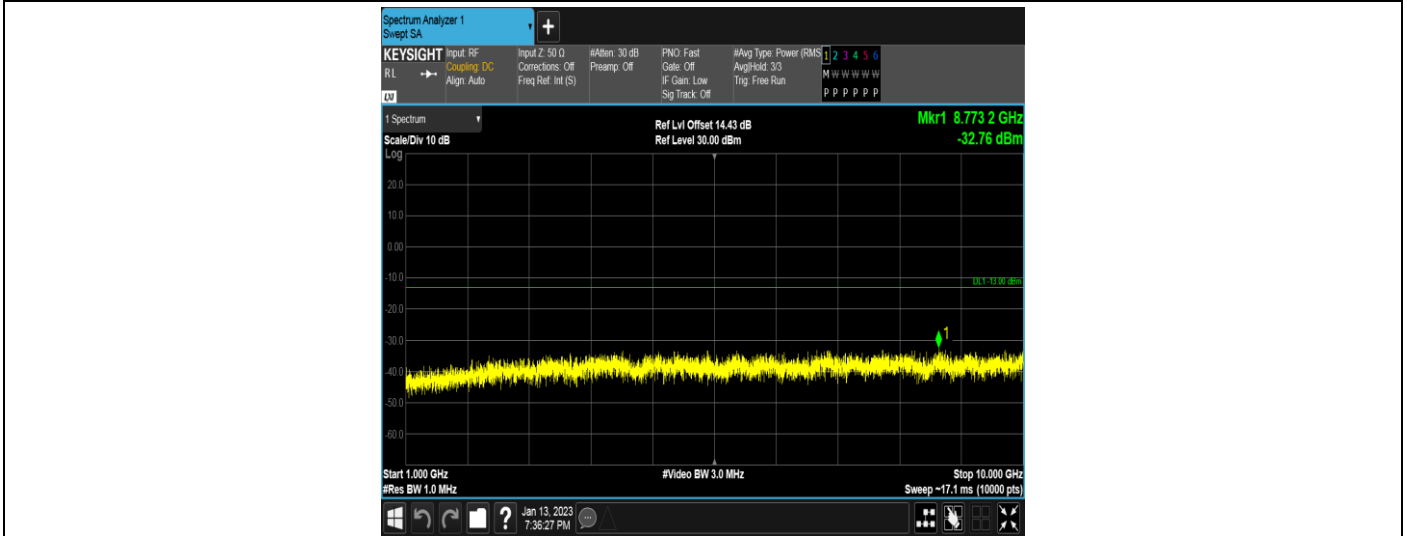 Spectrum Analyzer 1
Swept SA
+
KEYSIGHT
Input: RF
Input Z: 50 Ω
#Atten: 30 dB
PNO: Fast
#Avg Type: Power (RMS
1 2 3 4 5 6
RL
Coupling: DC
Corrections: Off
Preamp: Off
Gate: Off
Avg|Hold: 3/3
M W W W W W
Align: Auto
Freq Ref: Int (S)
IF Gain: Low
Trig: Free Run
LXI
Sig Track: Off
P P P P P P
1 Spectrum
Ref Lvl Offset 14.43 dB
Mkr1 8.773 2 GHz
Scale/Div 10 dB
Ref Level 30.00 dBm
-32.76 dBm
Log
20.0
10.0
0.00
-10.0
DL1 -13.00 dBm
-20.0
-30.0
1
-40.0
-50.0
-60.0
Start 1.000 GHz
#Video BW 3.0 MHz
Stop 10.000 GHz
#Res BW 1.0 MHz
Sweep ~17.1 ms (10000 pts)
?
Jan 13, 2023
7:36:27 PM